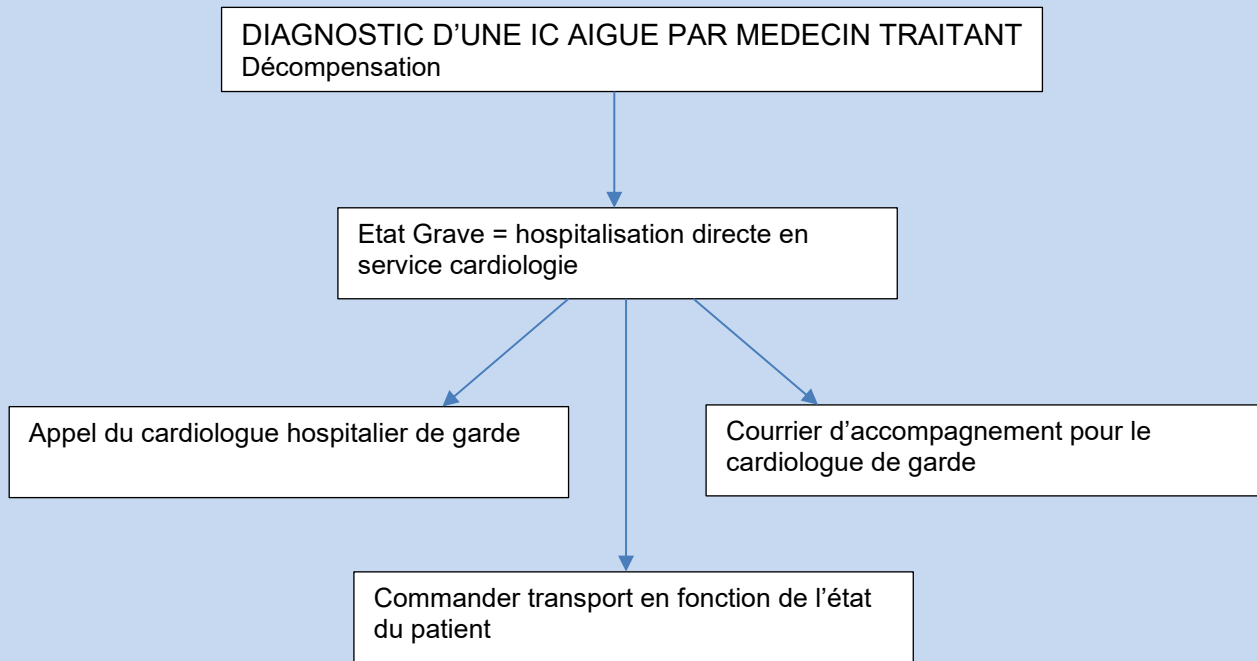 DIAGNOSTIC D’UNE IC AIGUE PAR MEDECIN TRAITANT
Décompensation
Etat Grave = hospitalisation directe en
service cardiologie
Appel du cardiologue hospitalier de garde
Courrier d’accompagnement pour le
cardiologue de garde
Commander transport en fonction de l’état
du patient